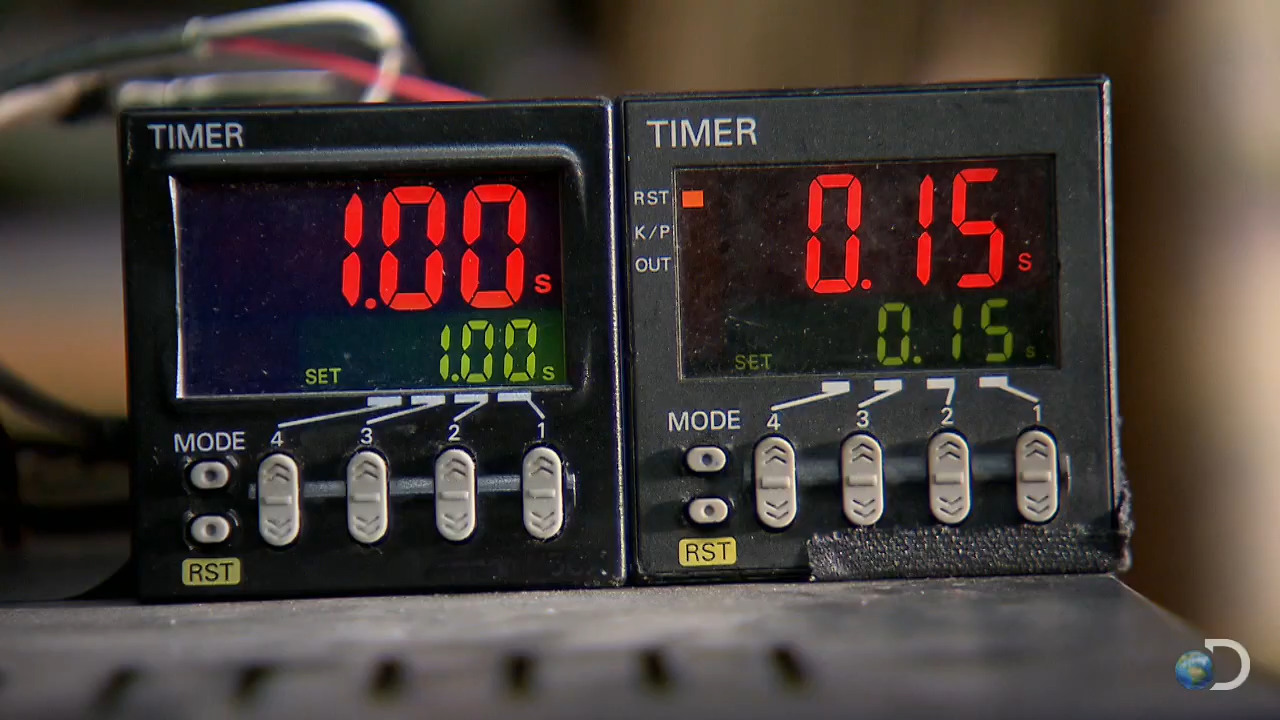 TIMER
1.00 s
SET 1.00 s
MODE 4 3 2 1
RST
TIMER
RST
K/P
OUT
0.15 s
SET 0.15 s
MODE 4 3 2 1
RST
D